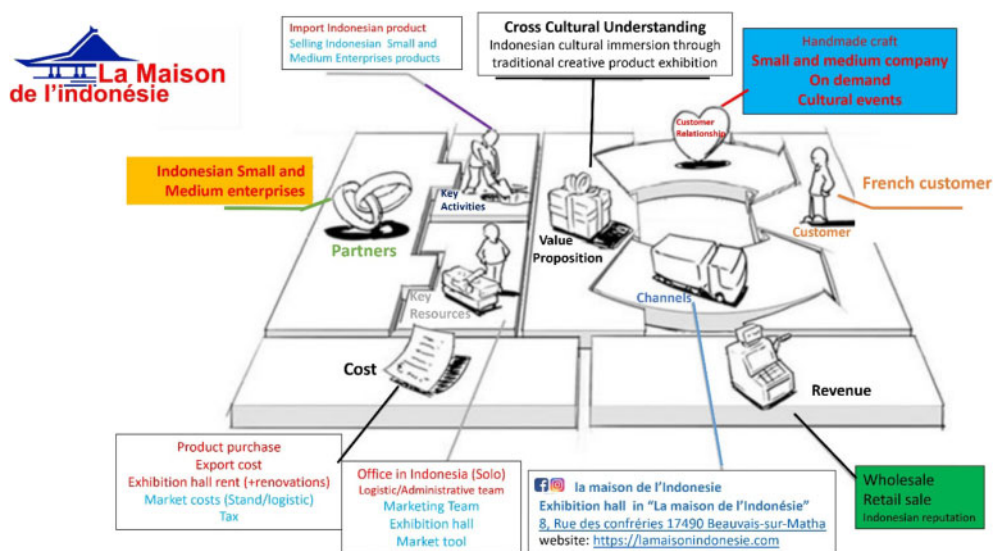 La Maison
de l'indonésie
Import Indonesian product
Selling Indonesian Small and
Medium Enterprises products
Cross Cultural Understanding
Indonesian cultural immersion through
traditional creative product exhibition
Handmade craft
Small and medium company
On demand
Cultural events
Customer
Relationship
Indonesian Small and
Medium enterprises
Key
Activities
French customer
Customer
Partners
Value
Proposition
Key
Resources
Channels
Cost
Revenue
Product purchase
Export cost
Exhibition hall rent (+renovations)
Market costs (Stand/logistic)
Tax
Office in Indonesia (Solo)
Logistic/Administrative team
Marketing Team
Exhibition hall
Market tool
la maison de l'Indonesie
Exhibition hall in "La maison de l'Indonésie"
8, Rue des confréries 17490 Beauvais-sur-Matha
website: https://lamaisonindonesie.com
Wholesale
Retail sale
Indonesian reputation